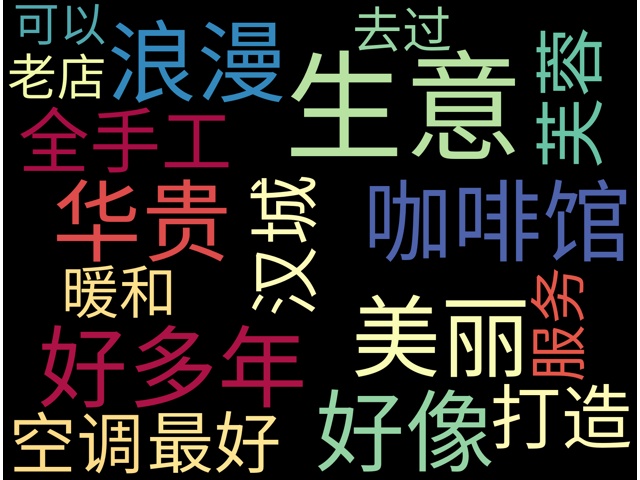 可以
去过
老店
浪漫
生意
芙蓉
全手工
华贵
汉城
咖啡馆
暖和
美丽
服务
好多年
空调最好
好像
打造